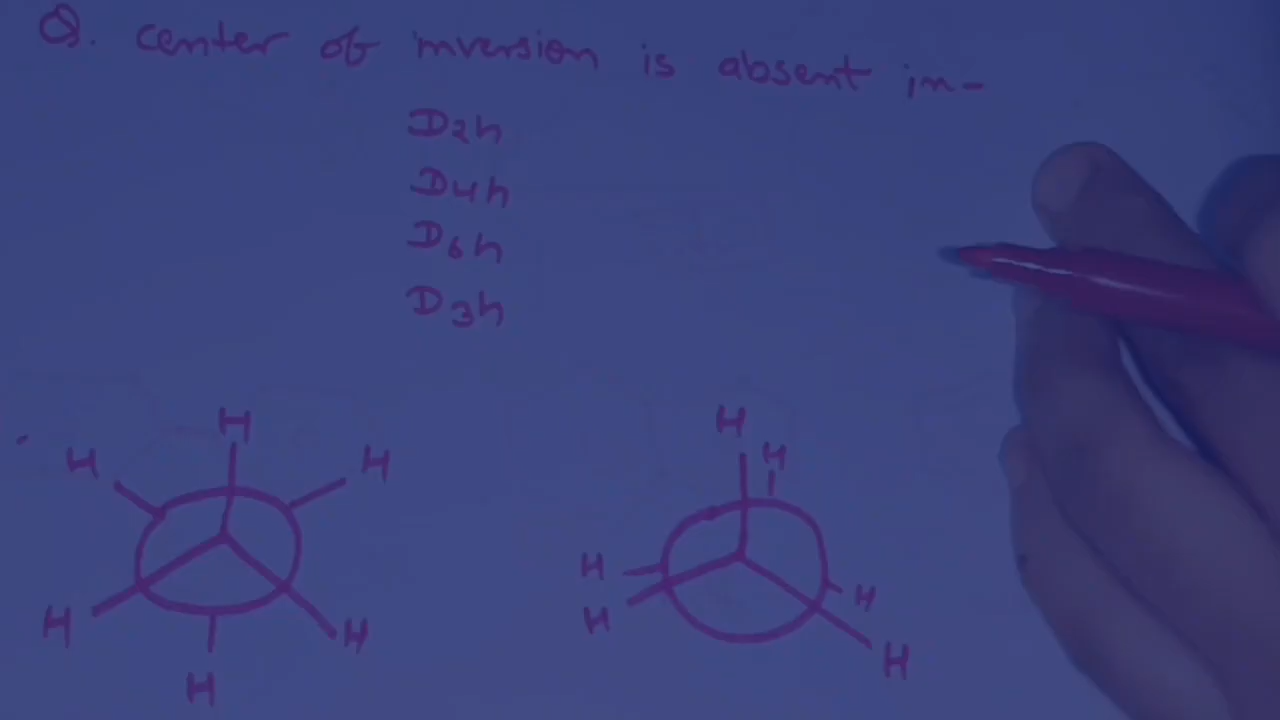 Q. center of inversion is absent in-
D2h
D4h
D6h
D3h
H
H H
H H
H
H
H
H
H H
H